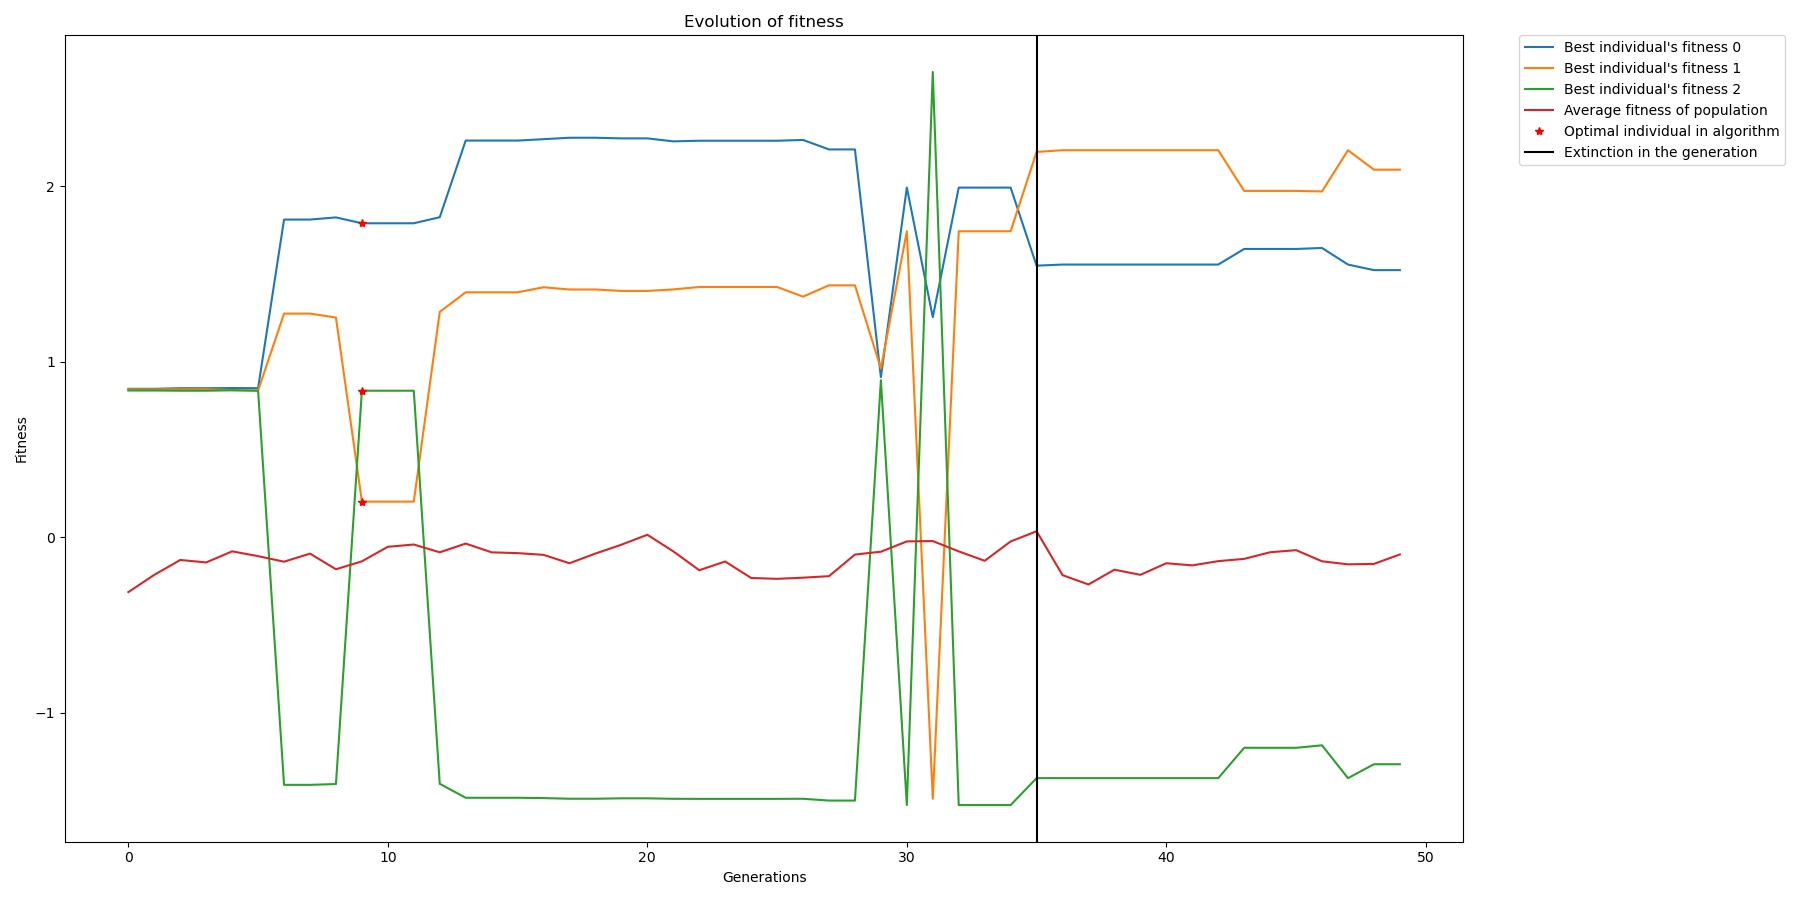 Evolution of fitness
Best individual's fitness 0
Best individual's fitness 1
Best individual's fitness 2
Average fitness of population
Optimal individual in algorithm
Extinction in the generation
Fitness
2
1
0
−1
0
10
20
30
40
50
Generations